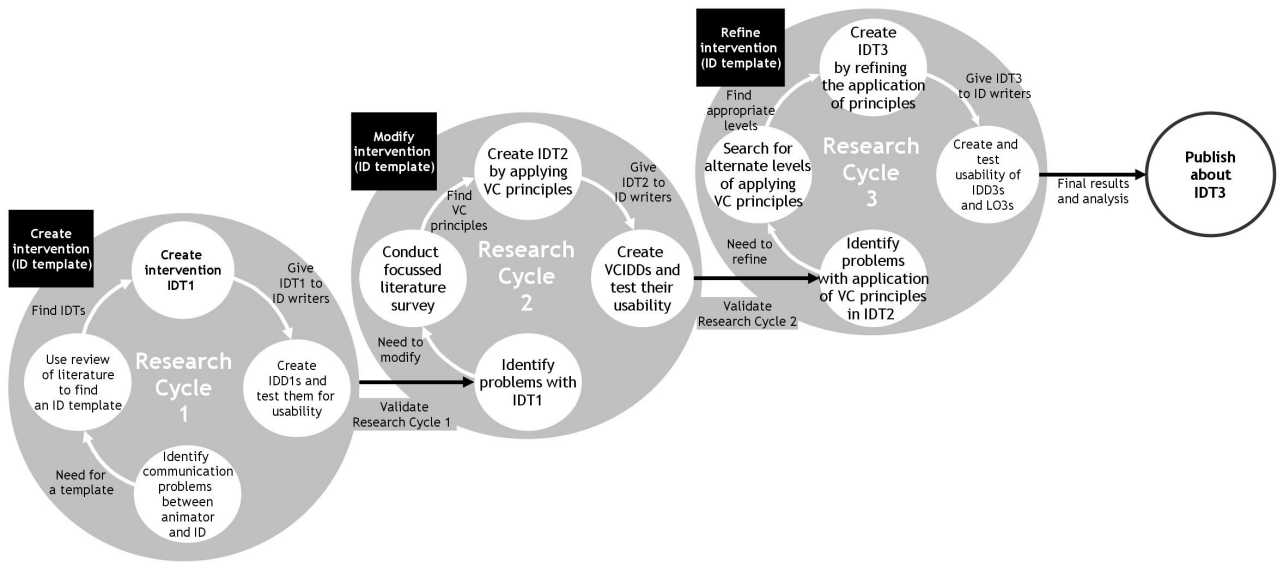 Create
intervention
(ID template)
Create
intervention
IDT1
Give
IDT1 to
ID writers
Find IDTs
Use review
of literature
to find
an ID template
Research
Cycle
1
Create
IDD1s and
test them for
usability
Need for
a template
Identify
communication
problems
between
animator
and ID
Validate
Research Cycle 1
Modify
intervention
(ID template)
Create IDT2
by applying
VC principles
Give
IDT2 to
ID writers
Find
VC
principles
Conduct
focussed
literature
survey
Research
Cycle
2
Create
VCIDDs and
test their
usability
Need to
modify
Identify
problems with
IDT1
Validate
Research Cycle 2
Refine
intervention
(ID template)
Create
IDT3
by refining
the application
of principles
Give IDT3
to ID writers
Find
appropriate
levels
Search for
alternate levels
of applying
VC principles
Research
Cycle
3
Create and
test
usability of
IDD3s
and LO3s
Need to
refine
Identify
problems
with application
of VC principles
in IDT2
Final results
and analysis
Publish
about
IDT3